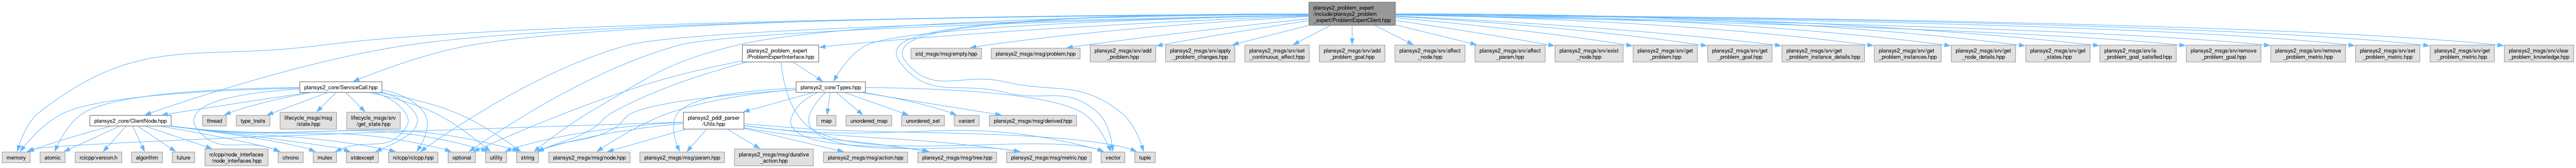 plansys2_problem_expert
/include/plansys2_problem
_expert/ProblemExpertClient.hpp
plansys2_problem_expert
/ProblemExpertInterface.hpp
std_msgs/msg/empty.hpp
plansys2_msgs/msg/problem.hpp
plansys2_msgs/srv/add
_problem.hpp
plansys2_msgs/srv/apply
_problem_changes.hpp
plansys2_msgs/srv/set
_continuous_effect.hpp
plansys2_msgs/srv/add
_problem_goal.hpp
plansys2_msgs/srv/affect
_node.hpp
plansys2_msgs/srv/affect
_param.hpp
plansys2_msgs/srv/exist
_node.hpp
plansys2_msgs/srv/get
_problem.hpp
plansys2_msgs/srv/get
_problem_goal.hpp
plansys2_msgs/srv/get
_problem_instance_details.hpp
plansys2_msgs/srv/get
_problem_instances.hpp
plansys2_msgs/srv/get
_node_details.hpp
plansys2_msgs/srv/get
_states.hpp
plansys2_msgs/srv/is
_problem_goal_satisfied.hpp
plansys2_msgs/srv/remove
_problem_goal.hpp
plansys2_msgs/srv/remove
_problem_metric.hpp
plansys2_msgs/srv/set
_problem_metric.hpp
plansys2_msgs/srv/get
_problem_metric.hpp
plansys2_msgs/srv/clear
_problem_knowledge.hpp
plansys2_core/ServiceCall.hpp
plansys2_core/Types.hpp
plansys2_core/ClientNode.hpp
thread
type_traits
lifecycle_msgs/msg
/state.hpp
lifecycle_msgs/srv
/get_state.hpp
plansys2_pddl_parser
/Utils.hpp
map
unordered_map
unordered_set
variant
plansys2_msgs/msg/derived.hpp
memory
atomic
rclcpp/version.h
algorithm
future
rclcpp/node_interfaces
/node_interfaces.hpp
chrono
mutex
stdexcept
rclcpp/rclcpp.hpp
optional
utility
string
plansys2_msgs/msg/node.hpp
plansys2_msgs/msg/param.hpp
plansys2_msgs/msg/durative
_action.hpp
plansys2_msgs/msg/action.hpp
plansys2_msgs/msg/tree.hpp
plansys2_msgs/msg/metric.hpp
vector
tuple